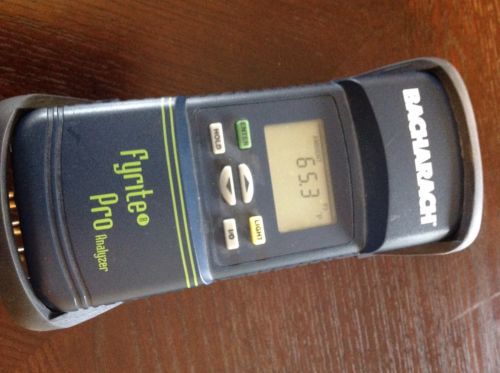 BACHARACH
65.3
°F
ENTER
LIGHT
HOLD
I/O
fyrite®
pro
Analyzer